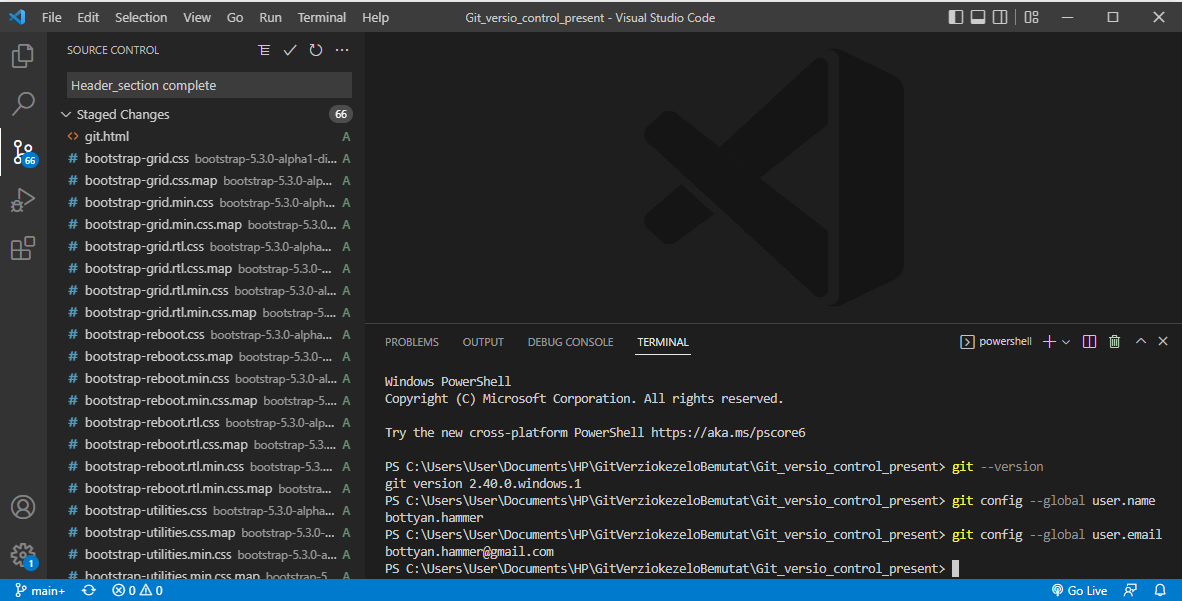 File Edit Selection View Go Run Terminal Help Git_versio_control_present - Visual Studio Code
SOURCE CONTROL
Header_section complete
Staged Changes 66
git.html A
# bootstrap-grid.css bootstrap-5.3.0-alpha1-di... A
# bootstrap-grid.css.map bootstrap-5.3.0-alp... A
# bootstrap-grid.min.css bootstrap-5.3.0-alph... A
# bootstrap-grid.min.css.map bootstrap-5.3.0... A
# bootstrap-grid.rtl.css bootstrap-5.3.0-alpha... A
# bootstrap-grid.rtl.css.map bootstrap-5.3.0-... A
# bootstrap-grid.rtl.min.css bootstrap-5.3.0-al... A
# bootstrap-grid.rtl.min.css.map bootstrap-5.... A
# bootstrap-reboot.css bootstrap-5.3.0-alpha... A
# bootstrap-reboot.css.map bootstrap-5.3.0-... A
# bootstrap-reboot.min.css bootstrap-5.3.0-al... A
# bootstrap-reboot.min.css.map bootstrap-5.... A
# bootstrap-reboot.rtl.css bootstrap-5.3.0-alp... A
# bootstrap-reboot.rtl.css.map bootstrap-5.3.... A
# bootstrap-reboot.rtl.min.css bootstrap-5.3.... A
# bootstrap-reboot.rtl.min.css.map bootstra... A
# bootstrap-utilities.css bootstrap-5.3.0-alpha... A
# bootstrap-utilities.css.map bootstrap-5.3.0-... A
# bootstrap-utilities.min.css bootstrap-5.3.0-a... A
# bootstrap-utilities.min.css.map bootstrap-5... A
66
1
PROBLEMS OUTPUT DEBUG CONSOLE TERMINAL powershell
Windows PowerShell
Copyright (C) Microsoft Corporation. All rights reserved.
Try the new cross-platform PowerShell https://aka.ms/pscore6
PS C:\Users\User\Documents\HP\GitVerziokezeloBemutat\Git_versio_control_present> git --version
git version 2.40.0.windows.1
PS C:\Users\User\Documents\HP\GitVerziokezeloBemutat\Git_versio_control_present> git config --global user.name
bottyan.hammer
PS C:\Users\User\Documents\HP\GitVerziokezeloBemutat\Git_versio_control_present> git config --global user.email
bottyan.hammer@gmail.com
PS C:\Users\User\Documents\HP\GitVerziokezeloBemutat\Git_versio_control_present>
main+ 0 0 Go Live